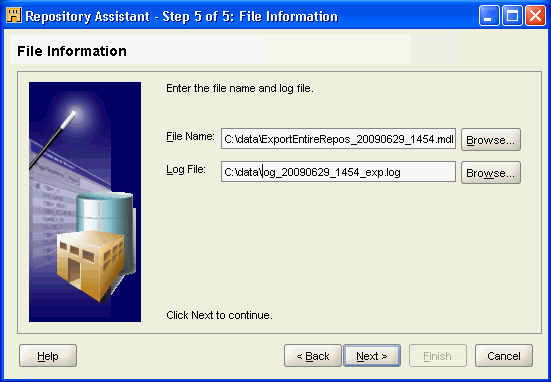 Repository Assistant - Step 5 of 5: File Information
File Information
Enter the file name and log file.
File Name: C:\data\ExportEntireRepos_20090629_1454.mdl Browse...
Log File: C:\data\log_20090629_1454_exp.log Browse...
Click Next to continue.
Help < Back Next > Finish Cancel